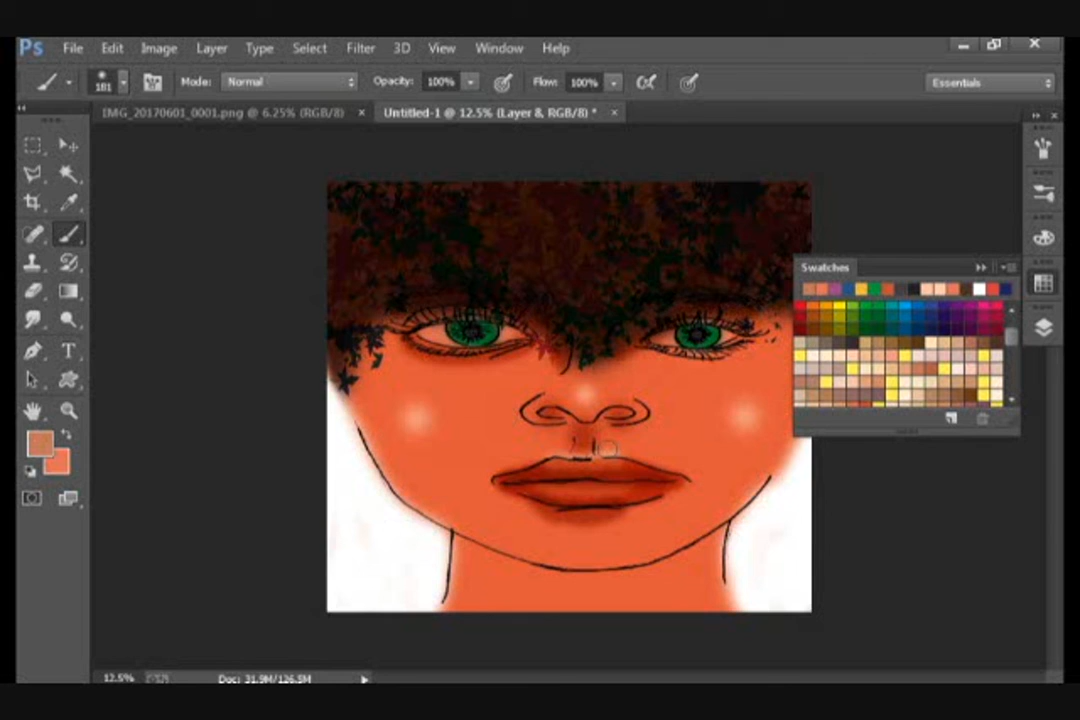 Ps File Edit Image Layer Type Select Filter 3D View Window Help
181 Mode: Normal Opacity: 100% Flow: 100% Essentials
IMG_20170601_0001.png @ 6.25% (RGB/8) × Untitled-1 @ 12.5% (Layer 8, RGB/8) * ×
Swatches
12.5% Doc: 31.9M/126.5M